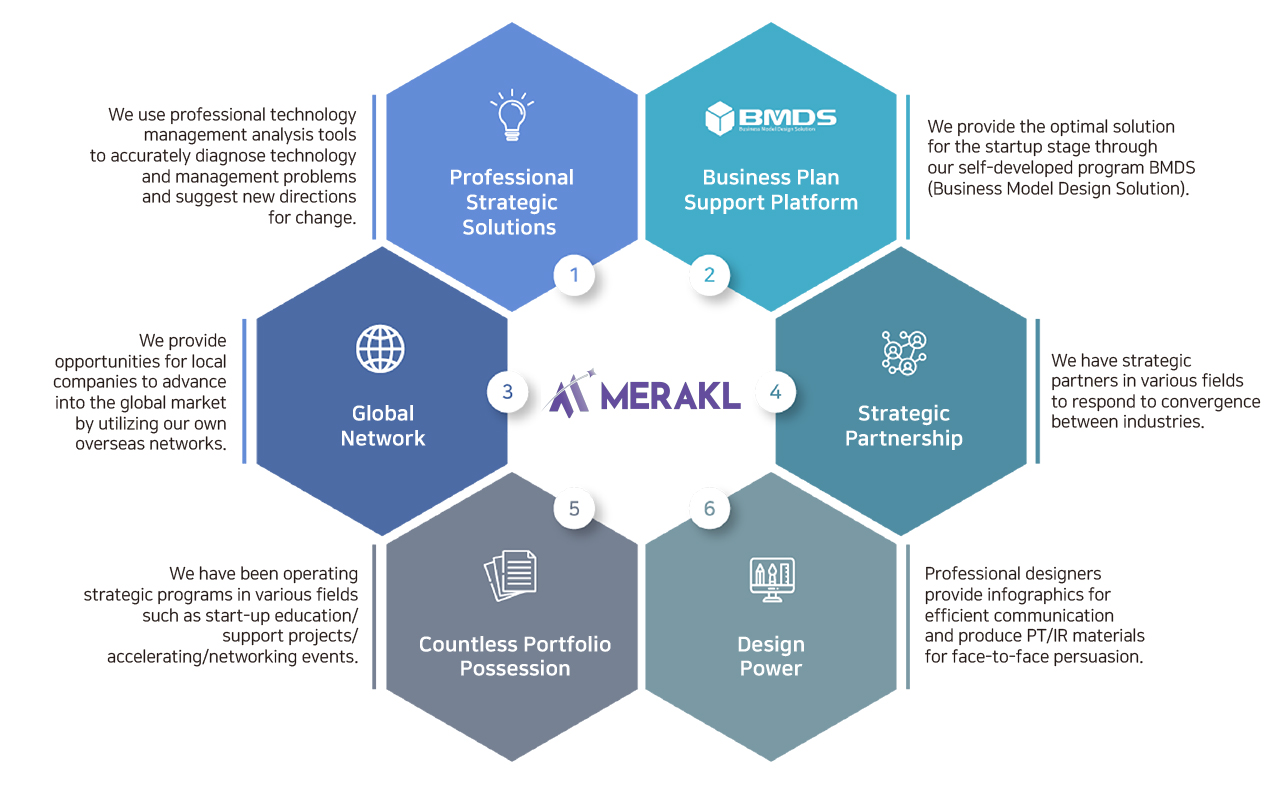 We use professional technology
management analysis tools
to accurately diagnose technology
and management problems
and suggest new directions
for change.
Professional
Strategic
Solutions
1
BMDS
Business Model Design Solution
Business Plan
Support Platform
2
We provide the optimal solution
for the startup stage through
our self-developed program BMDS
(Business Model Design Solution).
We provide
opportunities for local
companies to advance
into the global market
by utilizing our own
overseas networks.
Global
Network
3
MERAKL
4
Strategic
Partnership
We have strategic
partners in various fields
to respond to convergence
between industries.
We have been operating
strategic programs in various fields
such as start-up education/
support projects/
accelerating/networking events.
5
Countless Portfolio
Possession
6
Design
Power
Professional designers
provide infographics for
efficient communication
and produce PT/IR materials
for face-to-face persuasion.